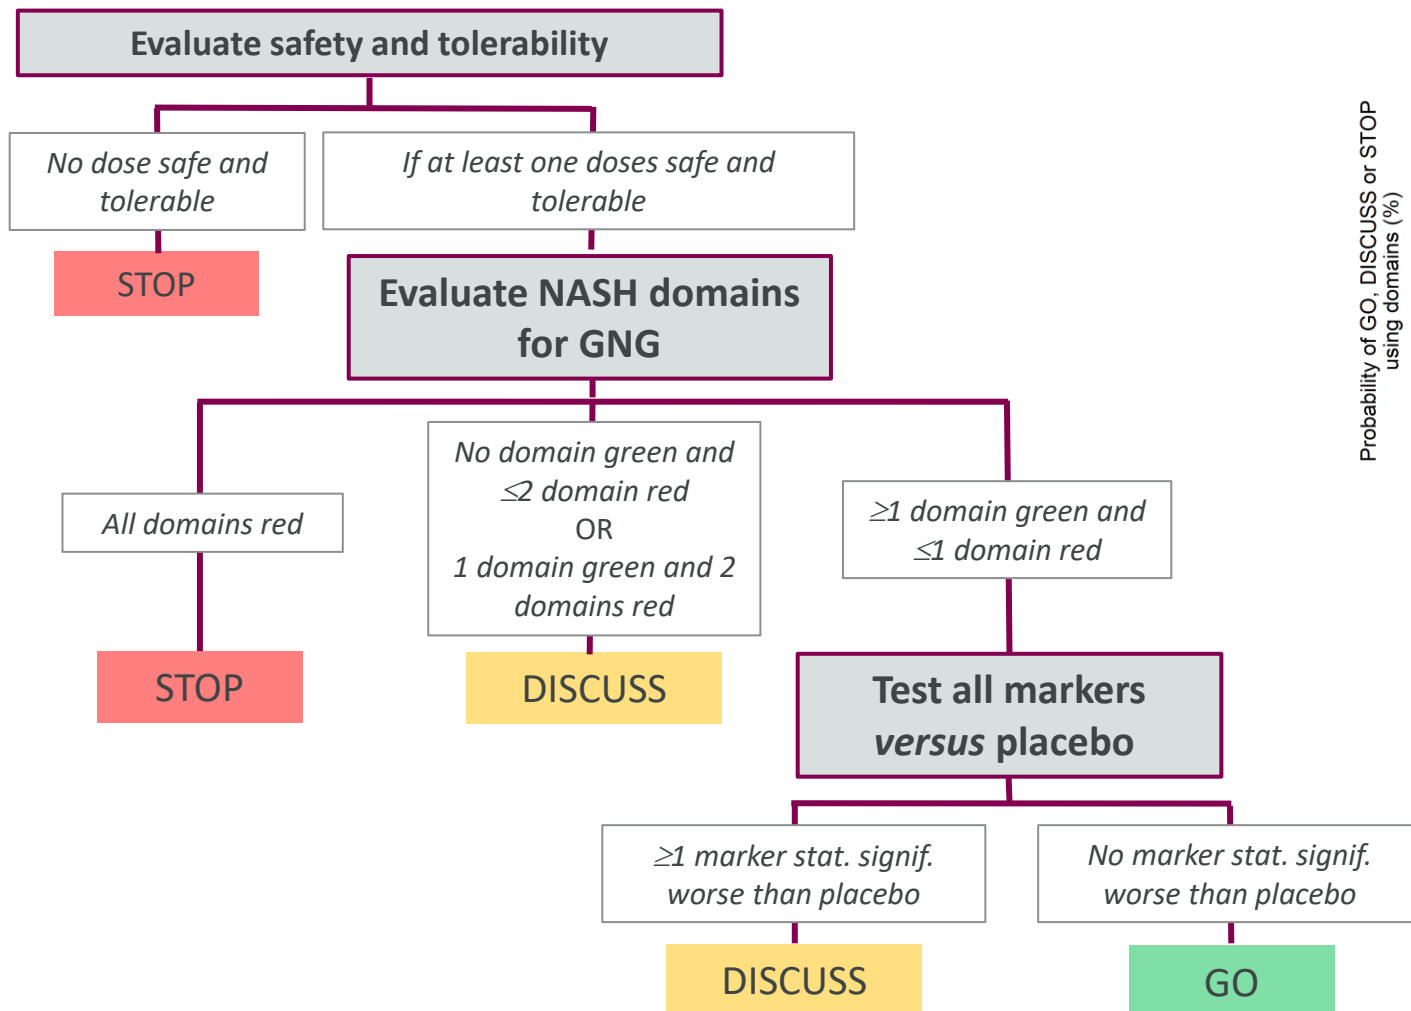 Evaluate safety and tolerability
No dose safe and
tolerable
If at least one doses safe and
tolerable
STOP
Evaluate NASH domains
for GNG
All domains red
No domain green and
≤2 domain red
OR
1 domain green and 2
domains red
≥1 domain green and
≤1 domain red
STOP
DISCUSS
Test all markers
versus placebo
≥1 marker stat. signif.
worse than placebo
No marker stat. signif.
worse than placebo
DISCUSS
GO
Probability of GO, DISCUSS or STOP
using domains (%)